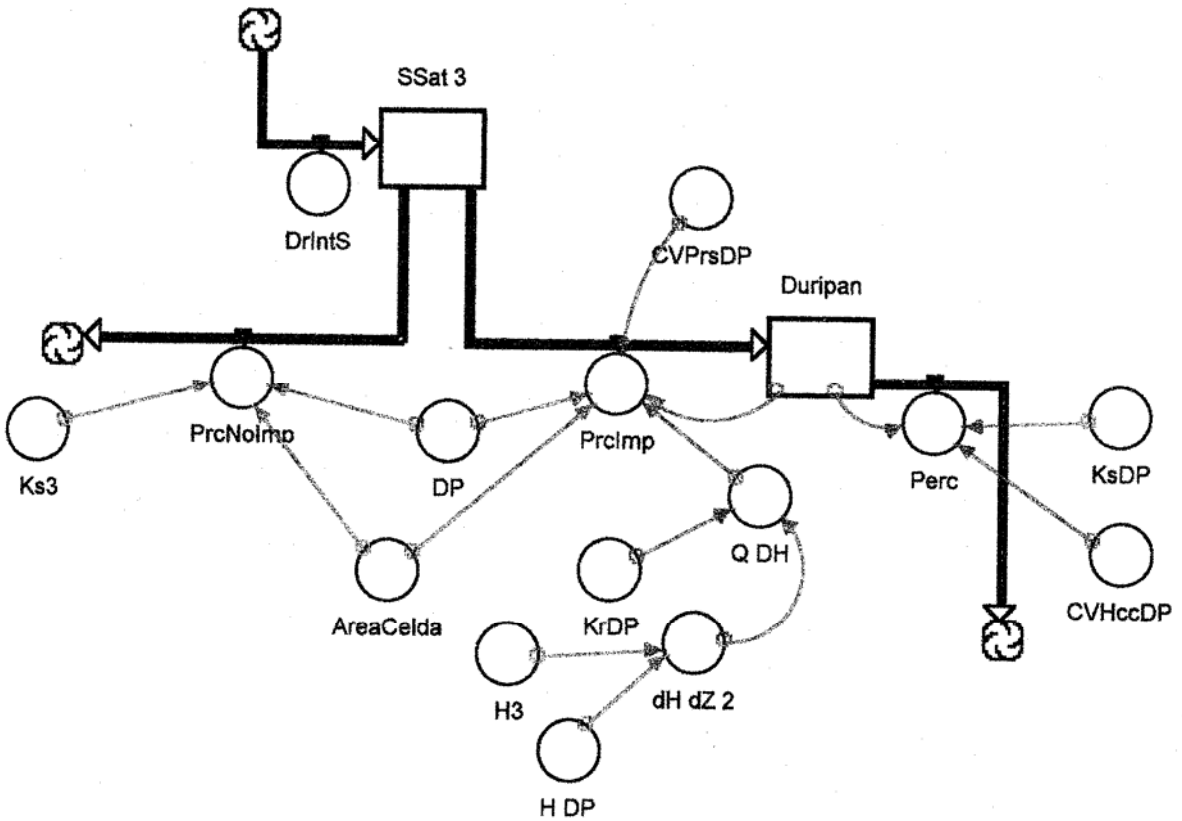 SSat 3
DrIntS
CVPrsDP
Duripan
PrcNoImp
DP
PrcImp
Perc
KsDP
Ks3
Q DH
AreaCelda
KrDP
CVHccDP
H3
dH dZ 2
H DP